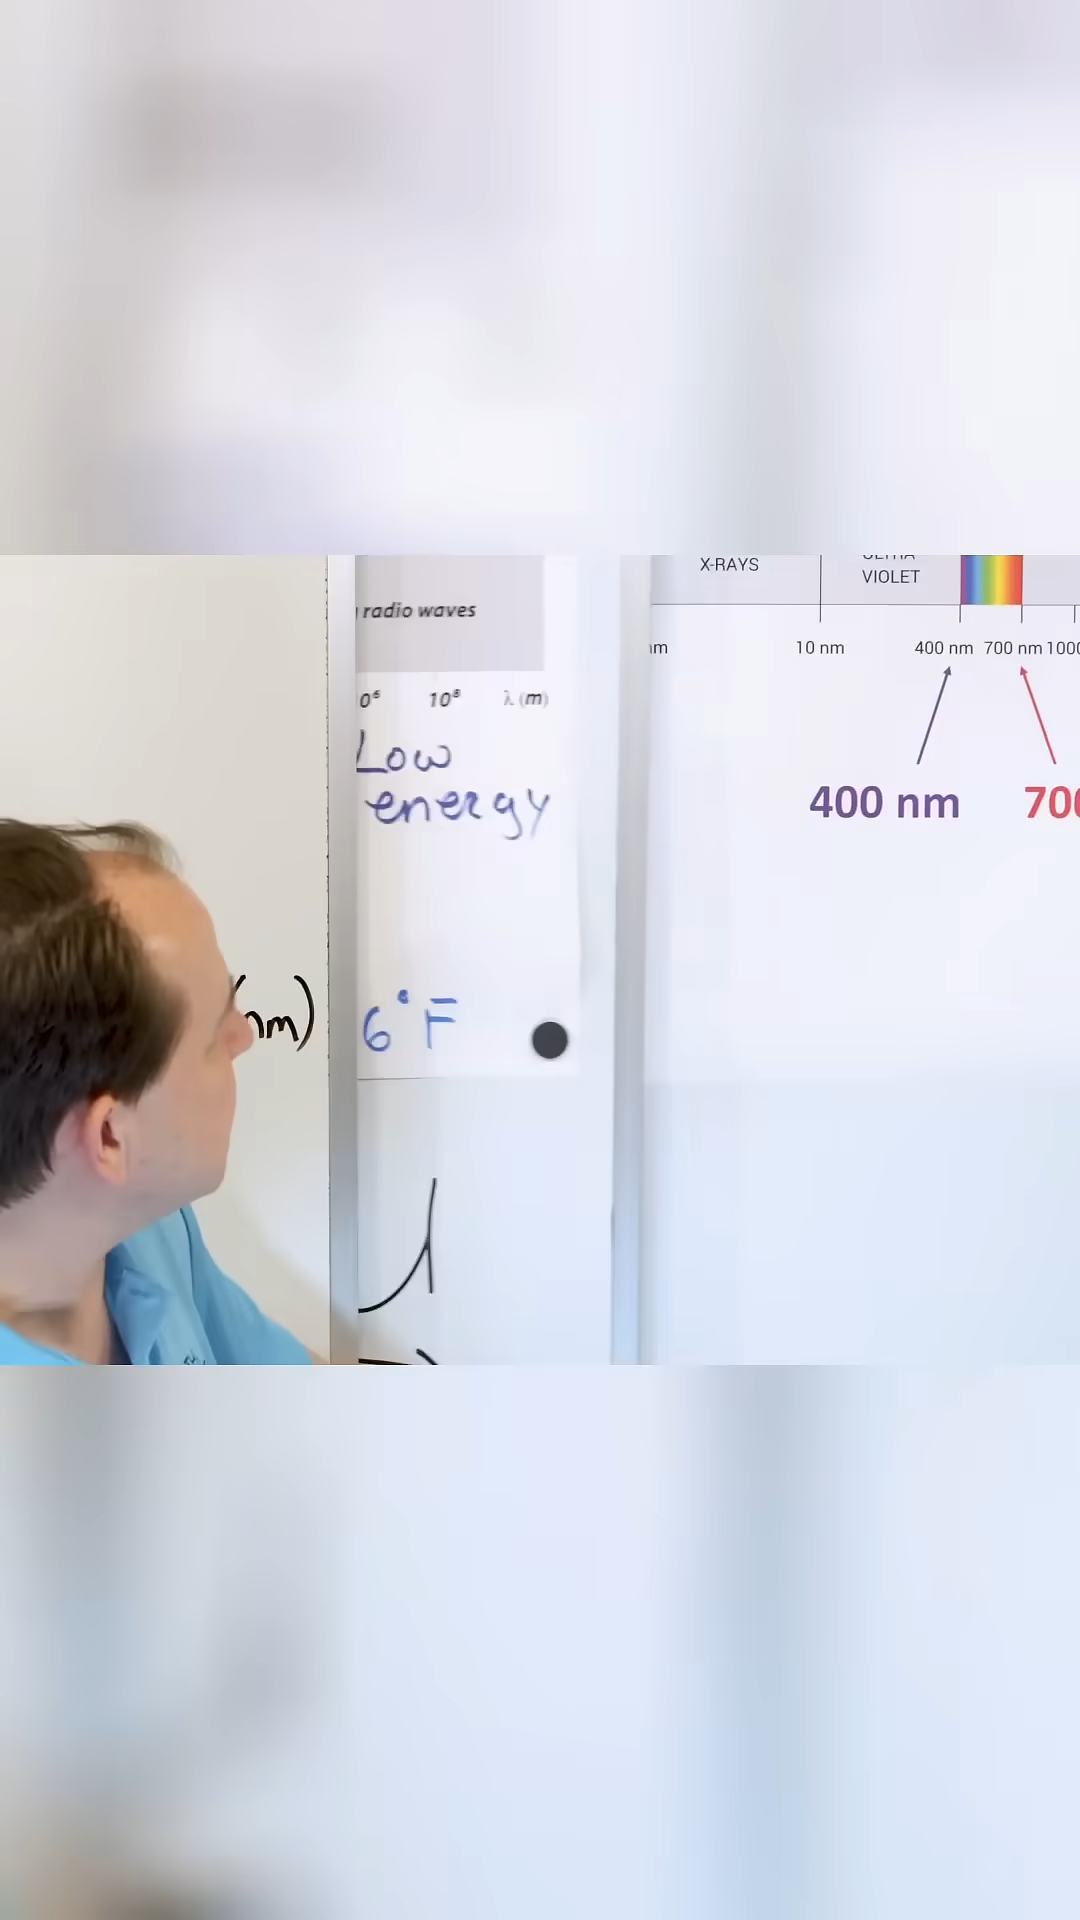 radio waves
10⁸ λ (m)
Low
energy
(nm)
6°F
X-RAYS
VIOLET
10 nm
400 nm 700 nm
400 nm